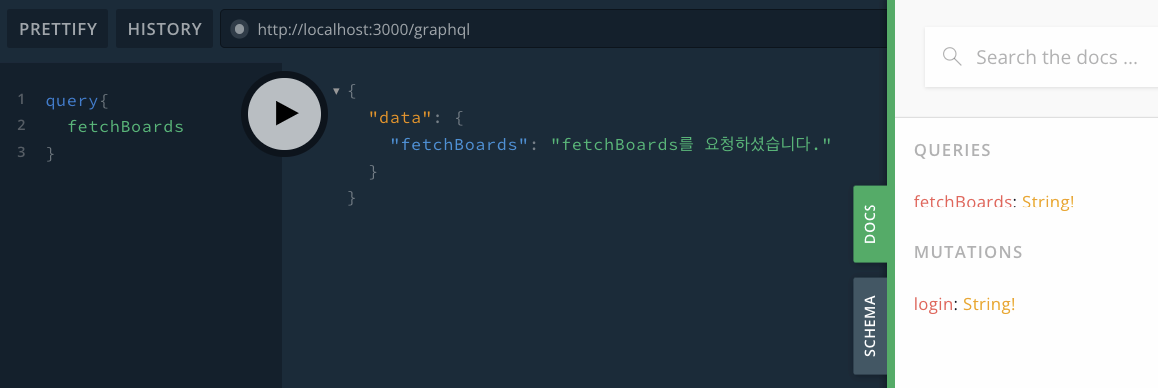 PRETTIFY HISTORY http://localhost:3000/graphql
Search the docs ...
1 query{
2 fetchBoards
3 }
▾ {
"data": {
"fetchBoards": "fetchBoards를 요청하셨습니다."
}
}
DOCS
SCHEMA
QUERIES
fetchBoards: String!
MUTATIONS
login: String!